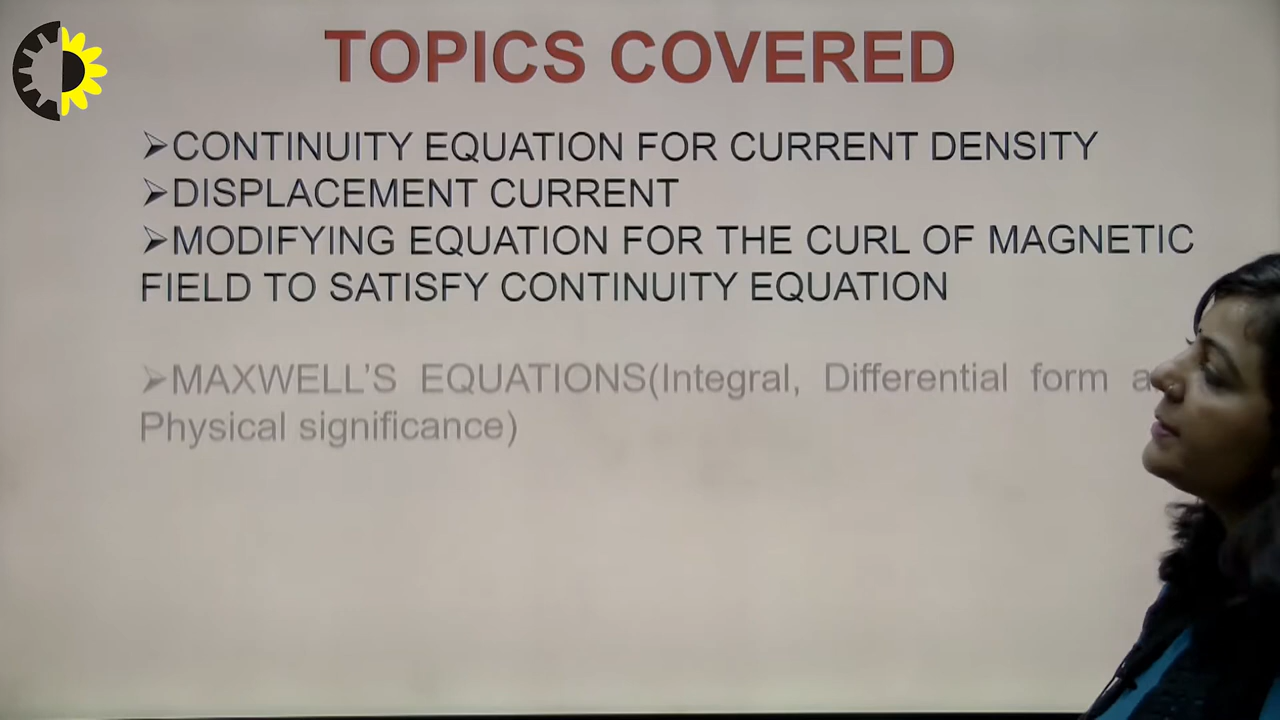 TOPICS COVERED
➢CONTINUITY EQUATION FOR CURRENT DENSITY
➢DISPLACEMENT CURRENT
➢MODIFYING EQUATION FOR THE CURL OF MAGNETIC
FIELD TO SATISFY CONTINUITY EQUATION
➢MAXWELL’S EQUATIONS(Integral, Differential form
Physical significance)